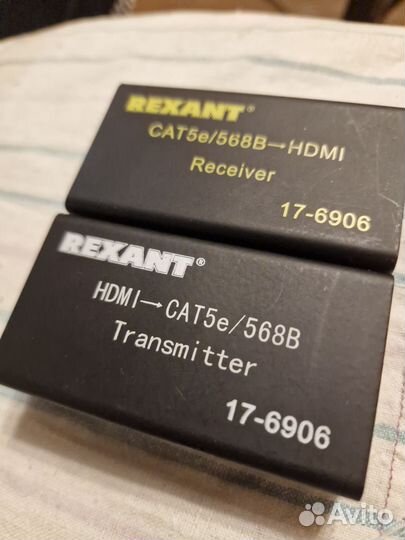 REXANT®
CAT5e/568B→HDMI
Receiver
17-6906
REXANT®
HDMI→CAT5e/568B
Transmitter
17-6906
Avito